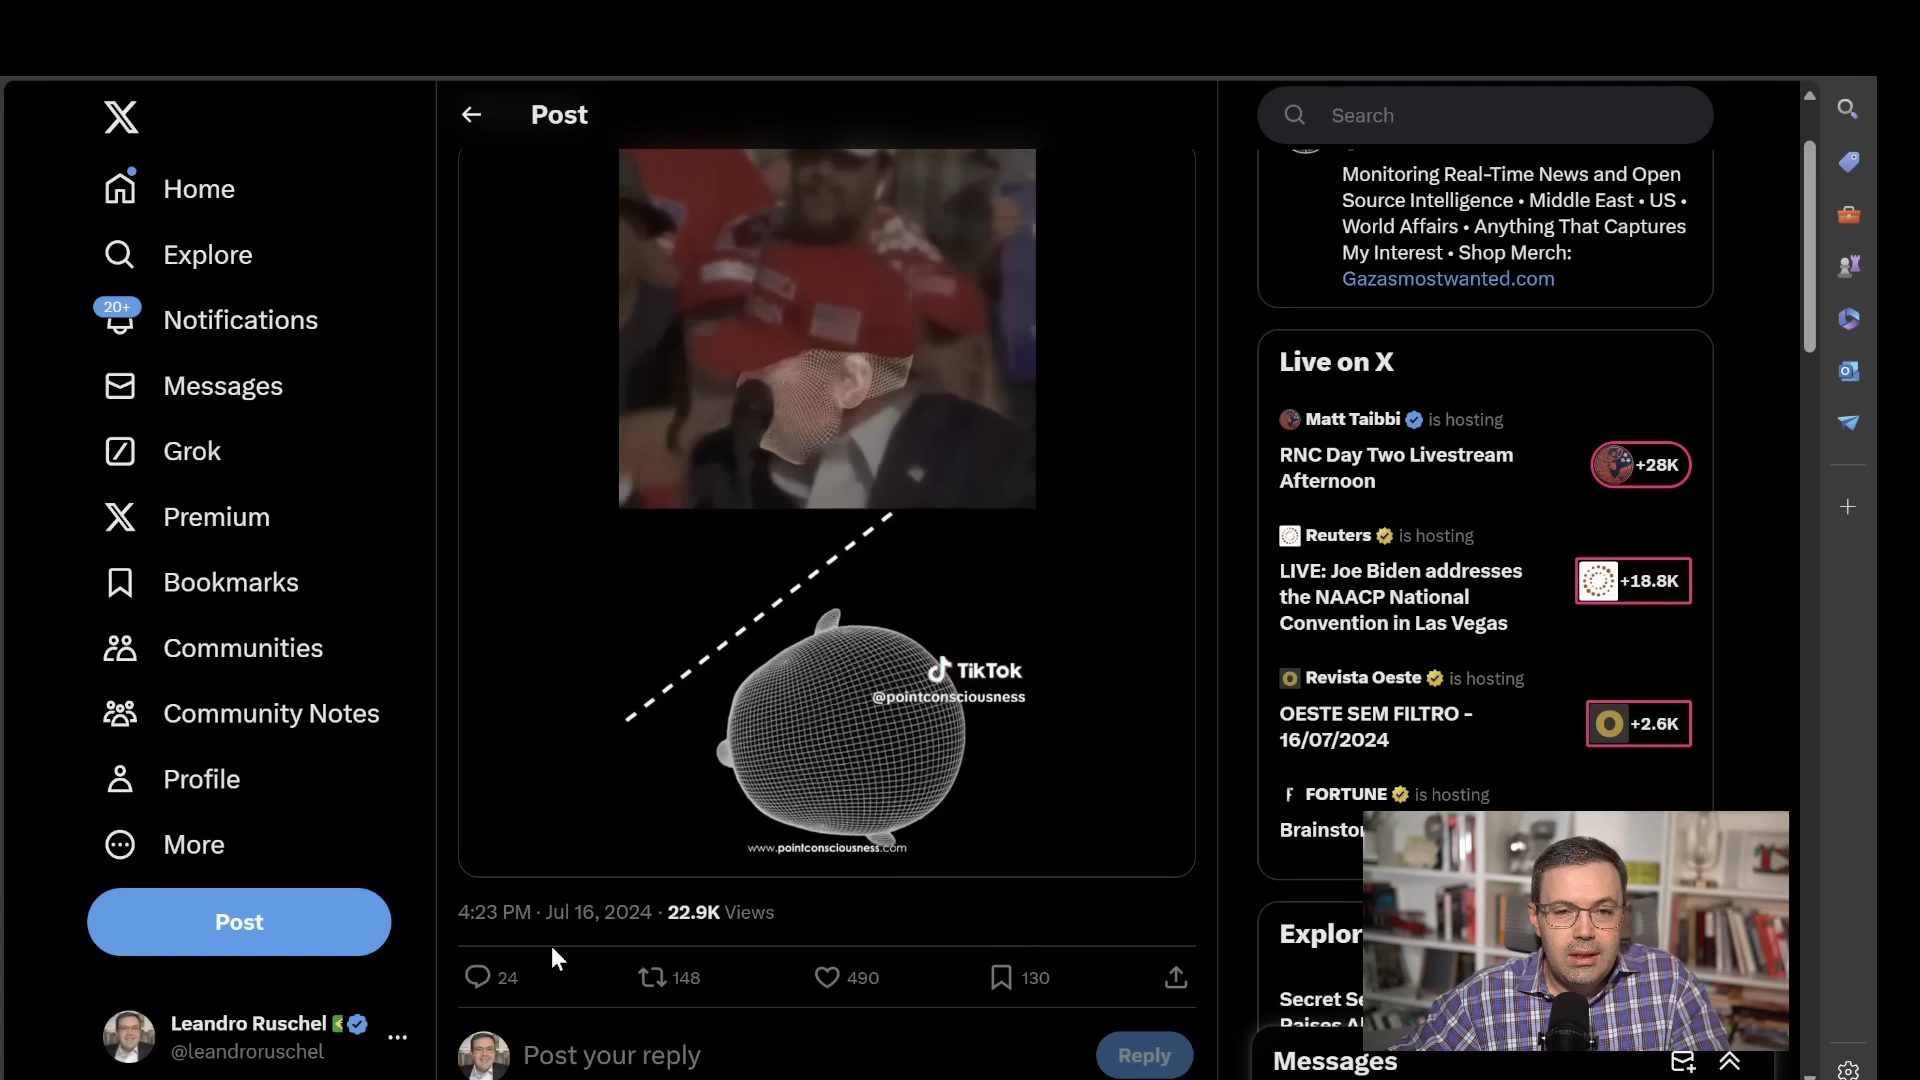 Home
Explore
20+
Notifications
Messages
Grok
Premium
Bookmarks
Communities
Community Notes
Profile
More
Post
Leandro Ruschel
@leandroruschel
Post
TikTok
@pointconsciousness
www.pointconsciousness.com
4:23 PM · Jul 16, 2024 · 22.9K Views
24
148
490
130
Post your reply
Reply
Search
Monitoring Real-Time News and Open
Source Intelligence • Middle East • US •
World Affairs • Anything That Captures
My Interest • Shop Merch:
Gazasmostwanted.com
Live on X
Matt Taibbi is hosting
RNC Day Two Livestream
Afternoon
+28K
Reuters is hosting
LIVE: Joe Biden addresses
the NAACP National
Convention in Las Vegas
+18.8K
Revista Oeste is hosting
OESTE SEM FILTRO -
16/07/2024
+2.6K
FORTUNE is hosting
Brainstor
Explor
Secret Se
Messages